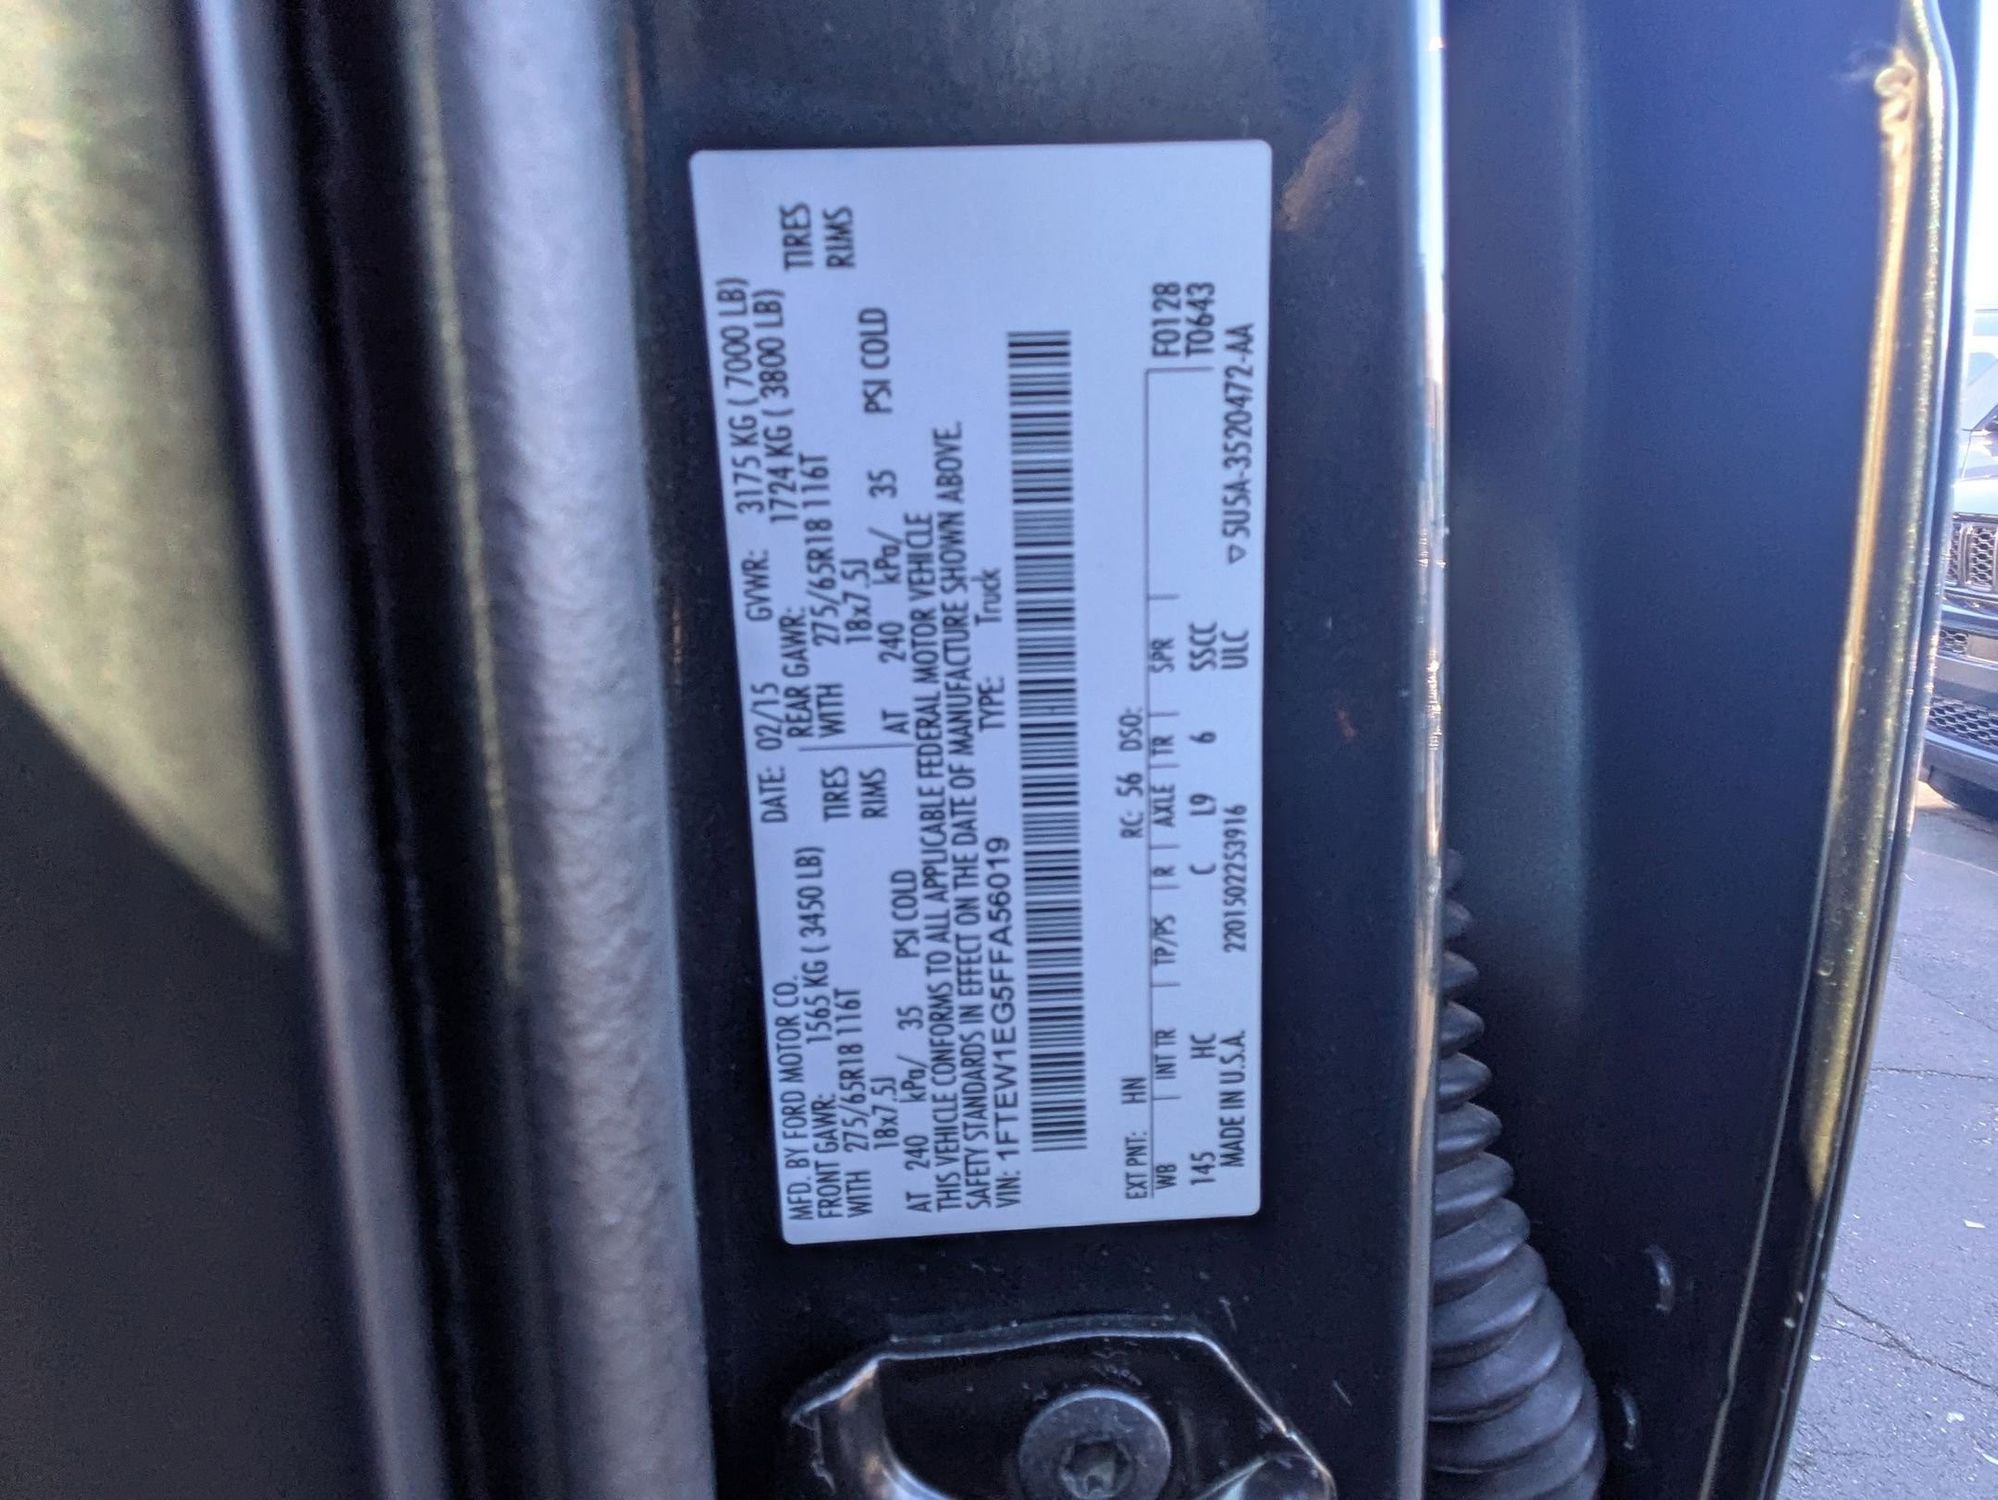 MFD. BY FORD MOTOR CO. DATE: 02/15 GVWR: 3175 KG ( 7000 LB)
FRONT GAWR: 1565 KG ( 3450 LB) REAR GAWR: 1724 KG ( 3800 LB)
WITH 275/65R18 116T TIRES WITH 275/65R18 116T TIRES
18x7.5J RIMS 18x7.5J RIMS
AT 240 kPa/ 35 PSI COLD AT 240 kPa/ 35 PSI COLD
THIS VEHICLE CONFORMS TO ALL APPLICABLE FEDERAL MOTOR VEHICLE
SAFETY STANDARDS IN EFFECT ON THE DATE OF MANUFACTURE SHOWN ABOVE.
VIN: 1FTEW1EG5FFA56019 TYPE: Truck
EXT PNT: HN RC: 56 DSO: F0128
WB INT TR TP/PS R AXLE TR SPR T0643
145 HC C L9 6 SSCC
MADE IN U.S.A. 220150225391​6 ULC ▽5U5A-3520472-AA